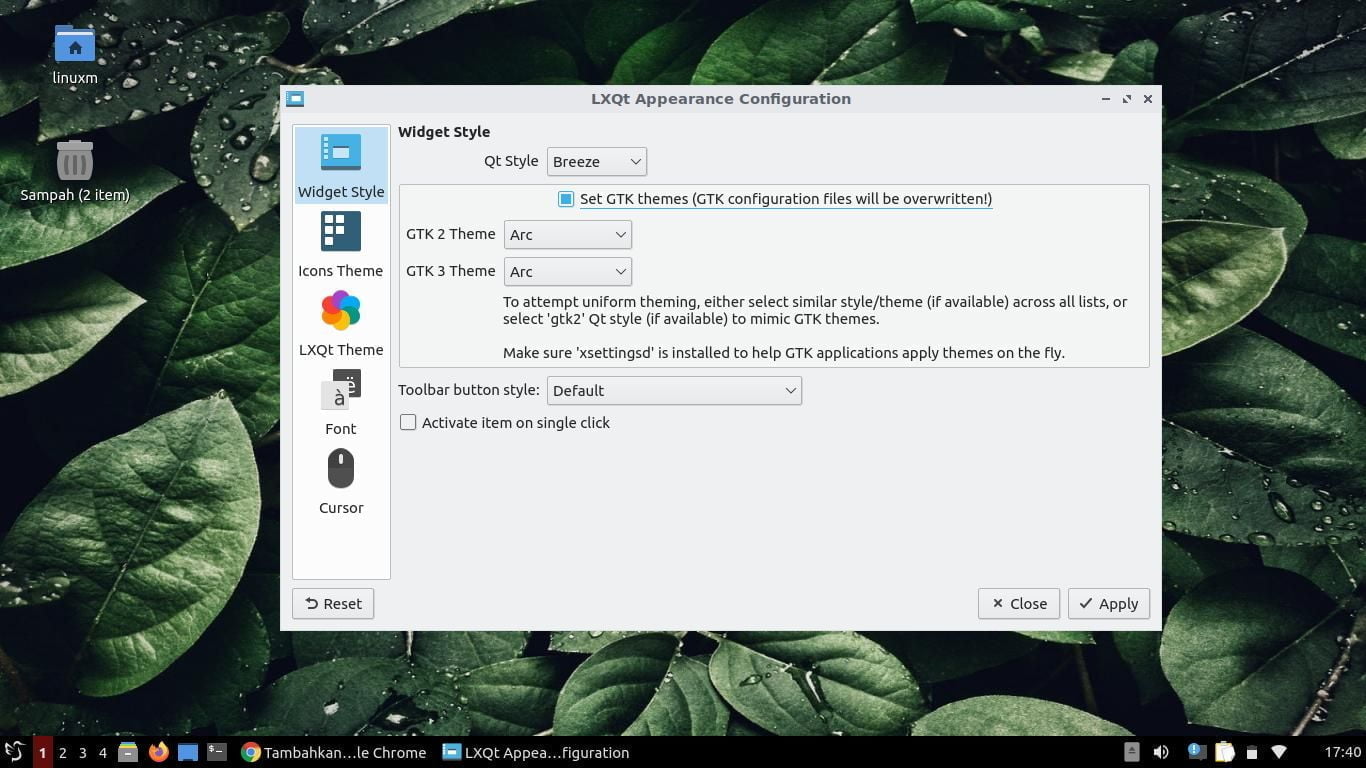 linuxm
Sampah (2 item)
LXQt Appearance Configuration
Widget Style
Icons Theme
LXQt Theme
ë
à
Font
Cursor
Widget Style
Qt Style
Breeze
Set GTK themes (GTK configuration files will be overwritten!)
GTK 2 Theme
Arc
GTK 3 Theme
Arc
To attempt uniform theming, either select similar style/theme (if available) across all lists, or
select 'gtk2' Qt style (if available) to mimic GTK themes.
Make sure 'xsettingsd' is installed to help GTK applications apply themes on the fly.
Toolbar button style:
Default
Activate item on single click
Reset
Close
Apply
1 2 3 4 Tambahkan...le Chrome LXQt Appea...figuration 17:40